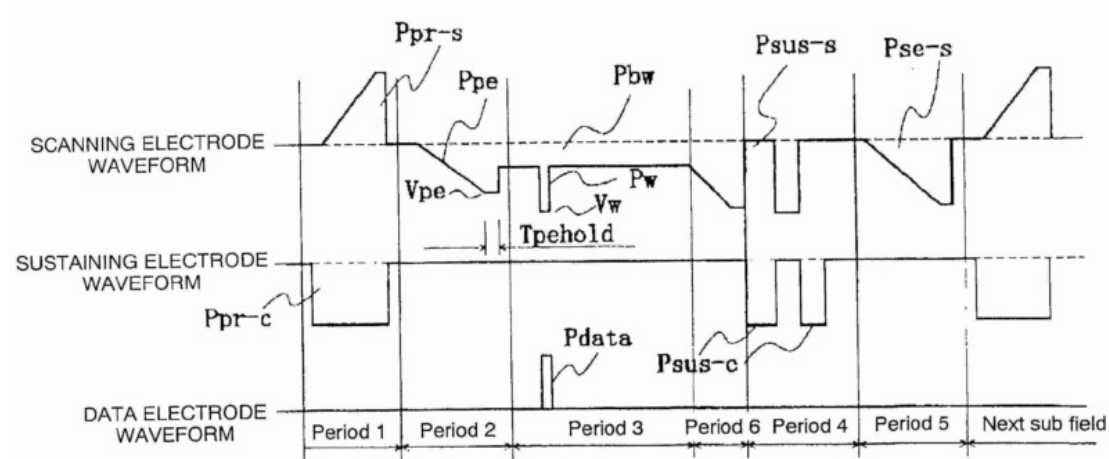 Ppr-s
Ppe
Pbw
Psus-s
Pse-s
SCANNING ELECTRODE
WAVEFORM
Vpe
Pw
Vw
Tpehold
SUSTAINING ELECTRODE
WAVEFORM
Ppr-c
Pdata
Psus-c
DATA ELECTRODE
WAVEFORM
Period 1
Period 2
Period 3
Period 6
Period 4
Period 5
Next sub field